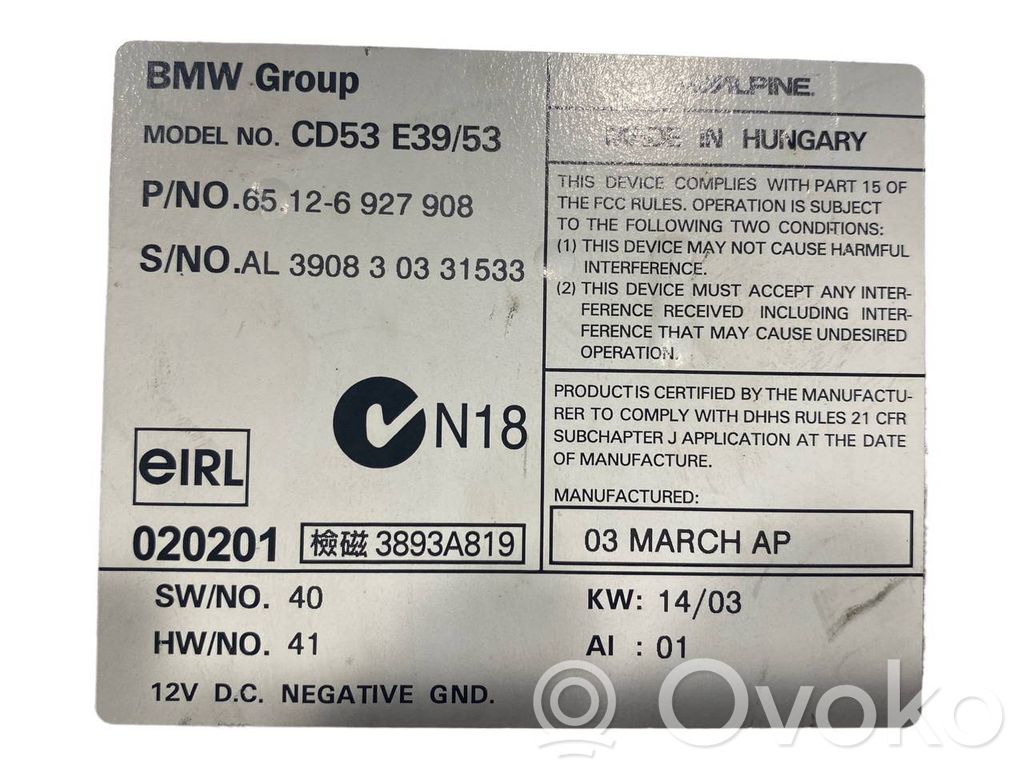 BMW Group
MODEL NO. CD53 E39/53
P/NO. 65.12-6 927 908
S/NO. AL 3908 3 03 31533
N18
eIRL
020201
檢磁 3893A819
ALPINE
MADE IN HUNGARY
THIS DEVICE COMPLIES WITH PART 15 OF
THE FCC RULES. OPERATION IS SUBJECT
TO THE FOLLOWING TWO CONDITIONS:
(1) THIS DEVICE MAY NOT CAUSE HARMFUL
INTERFERENCE.
(2) THIS DEVICE MUST ACCEPT ANY INTER-
FERENCE RECEIVED INCLUDING INTER-
FERENCE THAT MAY CAUSE UNDESIRED
OPERATION.
PRODUCT IS CERTIFIED BY THE MANUFACTU-
RER TO COMPLY WITH DHHS RULES 21 CFR
SUBCHAPTER J APPLICATION AT THE DATE
OF MANUFACTURE.
MANUFACTURED:
03 MARCH AP
SW/NO. 40
HW/NO. 41
12V D.C. NEGATIVE GND.
KW: 14/03
AI : 01
Ovoko